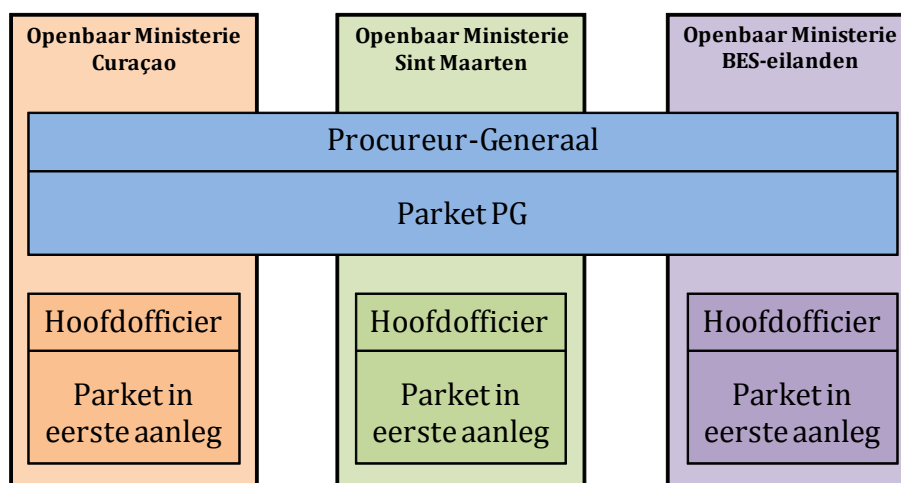 Openbaar Ministerie
Curaçao
Openbaar Ministerie
Sint Maarten
Openbaar Ministerie
BES-eilanden
Procureur-Generaal
Parket PG
Hoofdofficier
Parket in
eerste aanleg
Hoofdofficier
Parket in
eerste aanleg
Hoofdofficier
Parket in
eerste aanleg